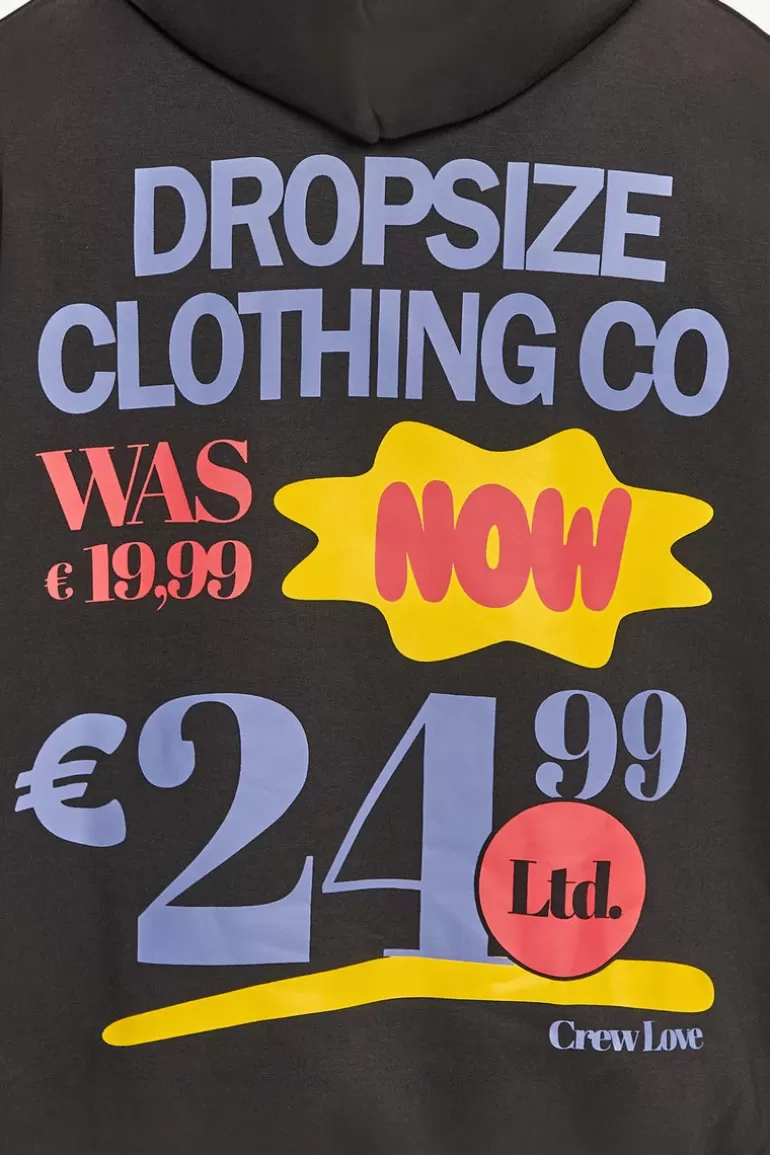 DROPSIZE
CLOTHING CO
WAS
€ 19,99
NOW
€24 99
Ltd.
Crew Love